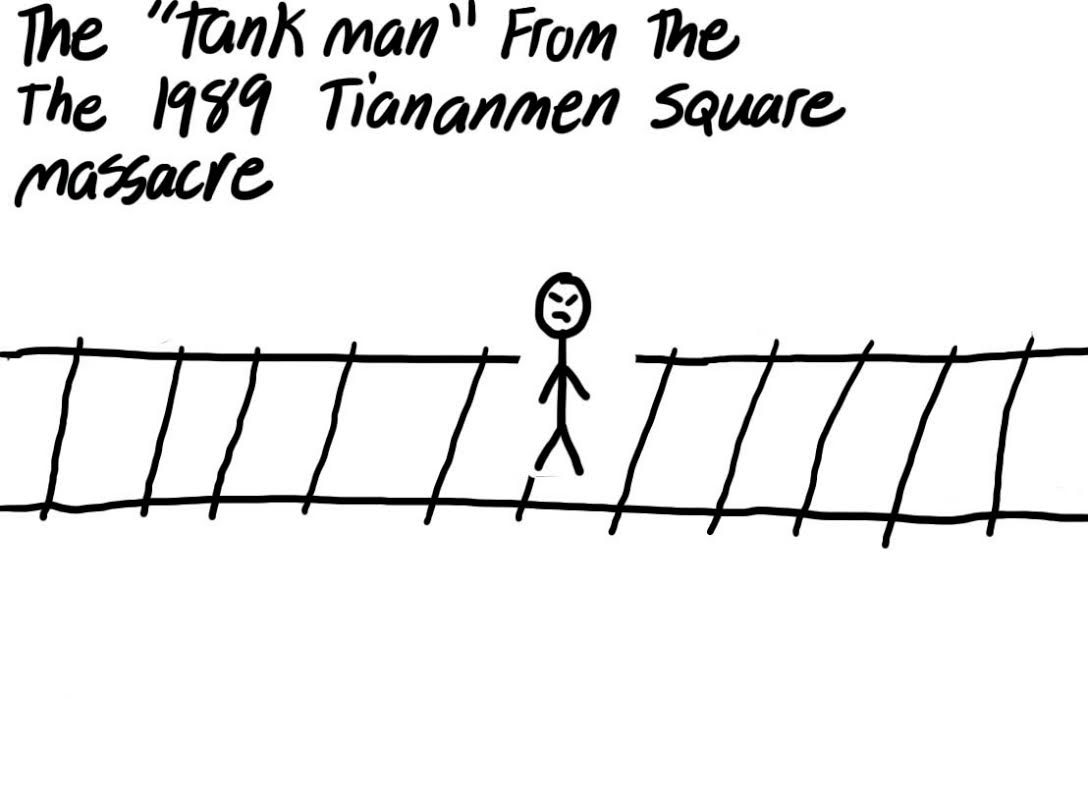 The "Tank man" From The
The 1989 Tiananmen Square
massacre